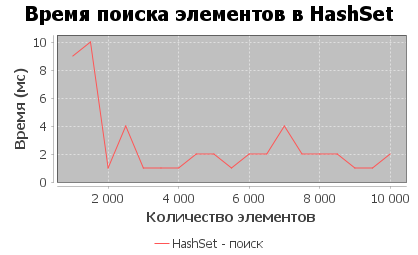 Время поиска элементов в HashSet
Время (мс)
10
8
6
4
2
0
2 000 4 000 6 000 8 000 10 000
Количество элементов
HashSet - поиск